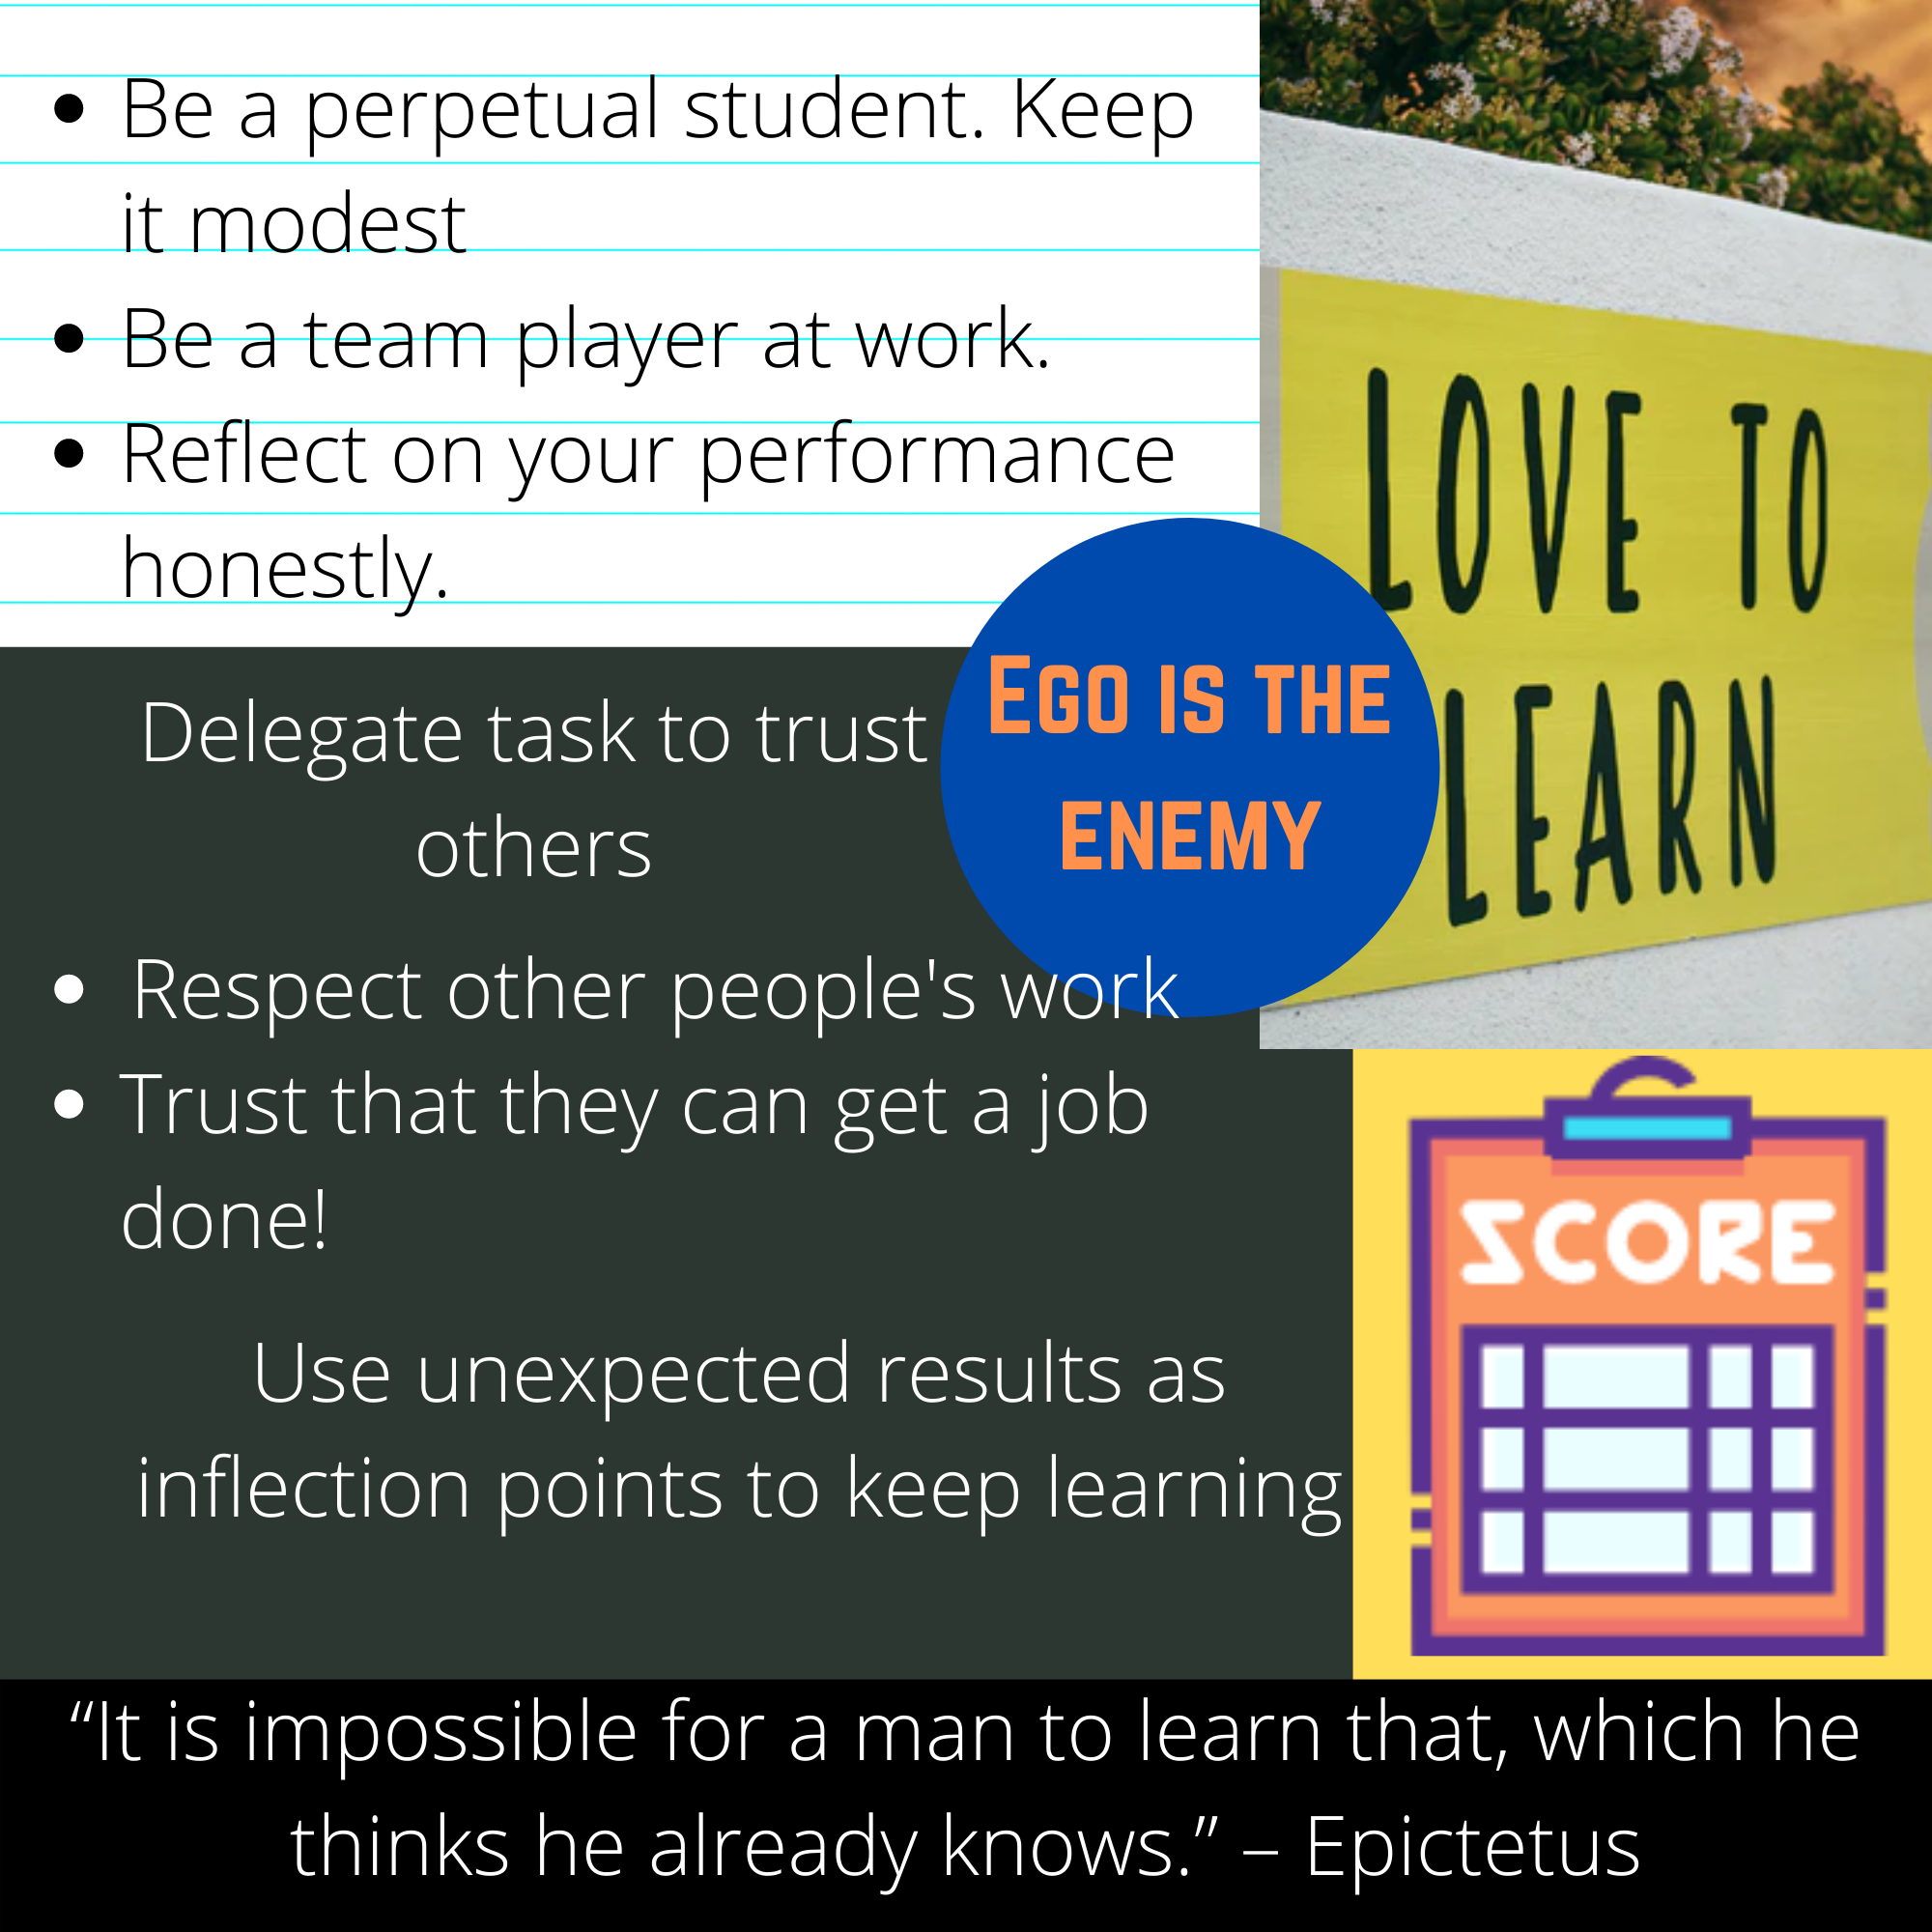 • Be a perpetual student. Keep
it modest
• Be a team player at work.
• Reflect on your performance
honestly.
LOVE TO
LEARN
Ego is the
enemy
Delegate task to trust
others
• Respect other people's work
• Trust that they can get a job
done!
Use unexpected results as
inflection points to keep learning
SCORE
“It is impossible for a man to learn that, which he
thinks he already knows.” – Epictetus